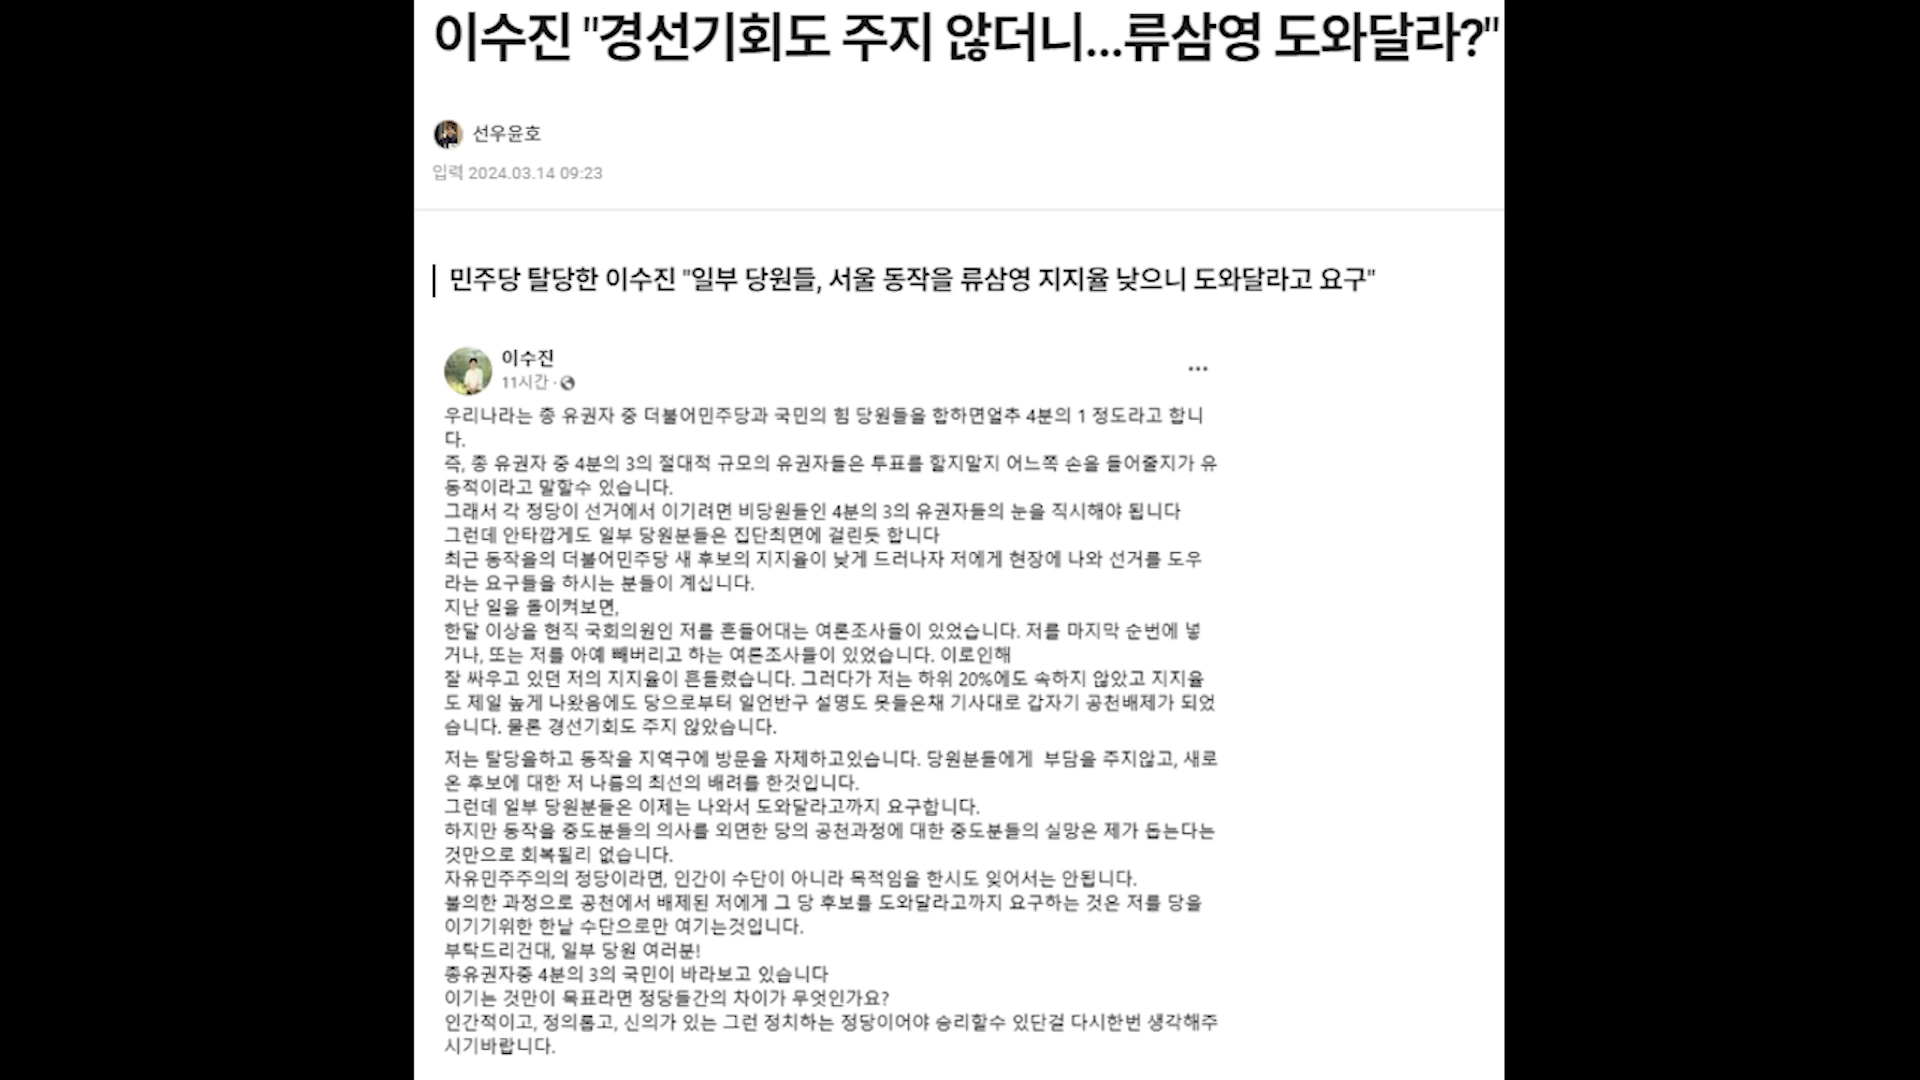 이수진 "경선기회도 주지 않더니...류삼영 도와달라?"
선우윤호
입력 2024.03.14 09:23
민주당 탈당한 이수진 "일부 당원들, 서울 동작을 류삼영 지지율 낮으니 도와달라고 요구"
이수진
11시간 ·
우리나라는 총 유권자 중 더불어민주당과 국민의 힘 당원들을 합하면얼추 4분의 1 정도라고 합니
다.
즉, 총 유권자 중 4분의 3의 절대적 규모의 유권자들은 투표를 할지말지 어느쪽 손을 들어줄지가 유
동적이라고 말할수 있습니다.
그래서 각 정당이 선거에서 이기려면 비당원들인 4분의 3의 유권자들의 눈을 직시해야 됩니다
그런데 안타깝게도 일부 당원분들은 집단최면에 걸린듯 합니다
최근 동작을의 더불어민주당 새 후보의 지지율이 낮게 드러나자 저에게 현장에 나와 선거를 도우
라는 요구들을 하시는 분들이 계십니다.
지난 일을 돌이켜보면,
한달 이상을 현직 국회의원인 저를 흔들어대는 여론조사들이 있었습니다. 저를 마지막 순번에 넣
거나, 또는 저를 아예 빼버리고 하는 여론조사들이 있었습니다. 이로인해
잘 싸우고 있던 저의 지지율이 흔들렸습니다. 그러다가 저는 하위 20%에도 속하지 않았고 지지율
도 제일 높게 나왔음에도 당으로부터 일언반구 설명도 못들은채 기사대로 갑자기 공천배제가 되었
습니다. 물론 경선기회도 주지 않았습니다.
저는 탈당을하고 동작을 지역구에 방문을 자제하고있습니다. 당원분들에게 부담을 주지않고, 새로
온 후보에 대한 저 나름의 최선의 배려를 한것입니다.
그런데 일부 당원분들은 이제는 나와서 도와달라고까지 요구합니다.
하지만 동작을 중도분들의 의사를 외면한 당의 공천과정에 대한 중도분들의 실망은 제가 돕는다는
것만으로 회복될리 없습니다.
자유민주주의의 정당이라면, 인간이 수단이 아니라 목적임을 한시도 잊어서는 안됩니다.
불의한 과정으로 공천에서 배제된 저에게 그 당 후보를 도와달라고까지 요구하는 것은 저를 당을
이기기위한 한낱 수단으로만 여기는것입니다.
부탁드리건대, 일부 당원 여러분!
총유권자중 4분의 3의 국민이 바라보고 있습니다
이기는 것만이 목표라면 정당들간의 차이가 무엇인가요?
인간적이고, 정의롭고, 신의가 있는 그런 정치하는 정당이어야 승리할수 있단걸 다시한번 생각해주
시기바랍니다.